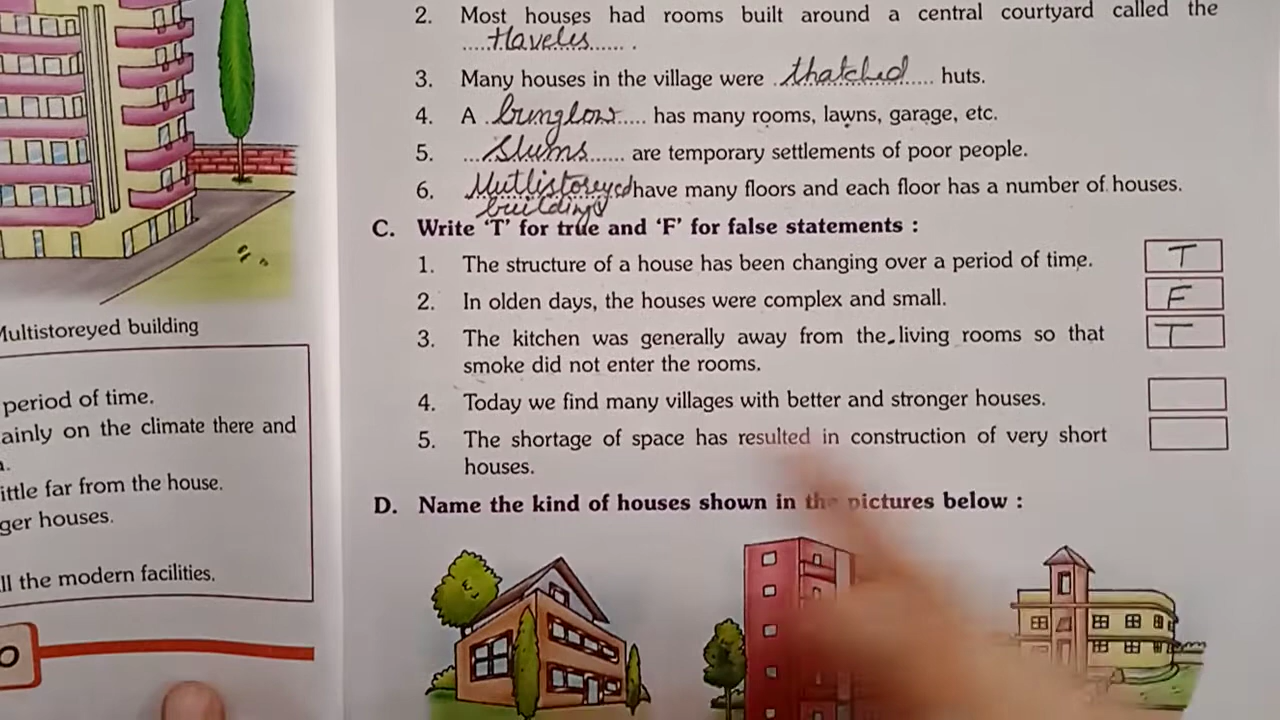 Multistoreyed building
period of time.
ainly on the climate there and
a.
ittle far from the house.
ger houses.
ll the modern facilities.
2. Most houses had rooms built around a central courtyard called the
.....Haveles...... .
3. Many houses in the village were ..thatched.... huts.
4. A .bunglow..... has many rooms, lawns, garage, etc.
5. ...Slums...... are temporary settlements of poor people.
6. Mutlistoreyed have many floors and each floor has a number of houses.
buildings
C. Write 'T' for true and 'F' for false statements :
1. The structure of a house has been changing over a period of time. T
2. In olden days, the houses were complex and small. F
3. The kitchen was generally away from the living rooms so that T
smoke did not enter the rooms.
4. Today we find many villages with better and stronger houses.
5. The shortage of space has resulted in construction of very short
houses.
D. Name the kind of houses shown in the pictures below :